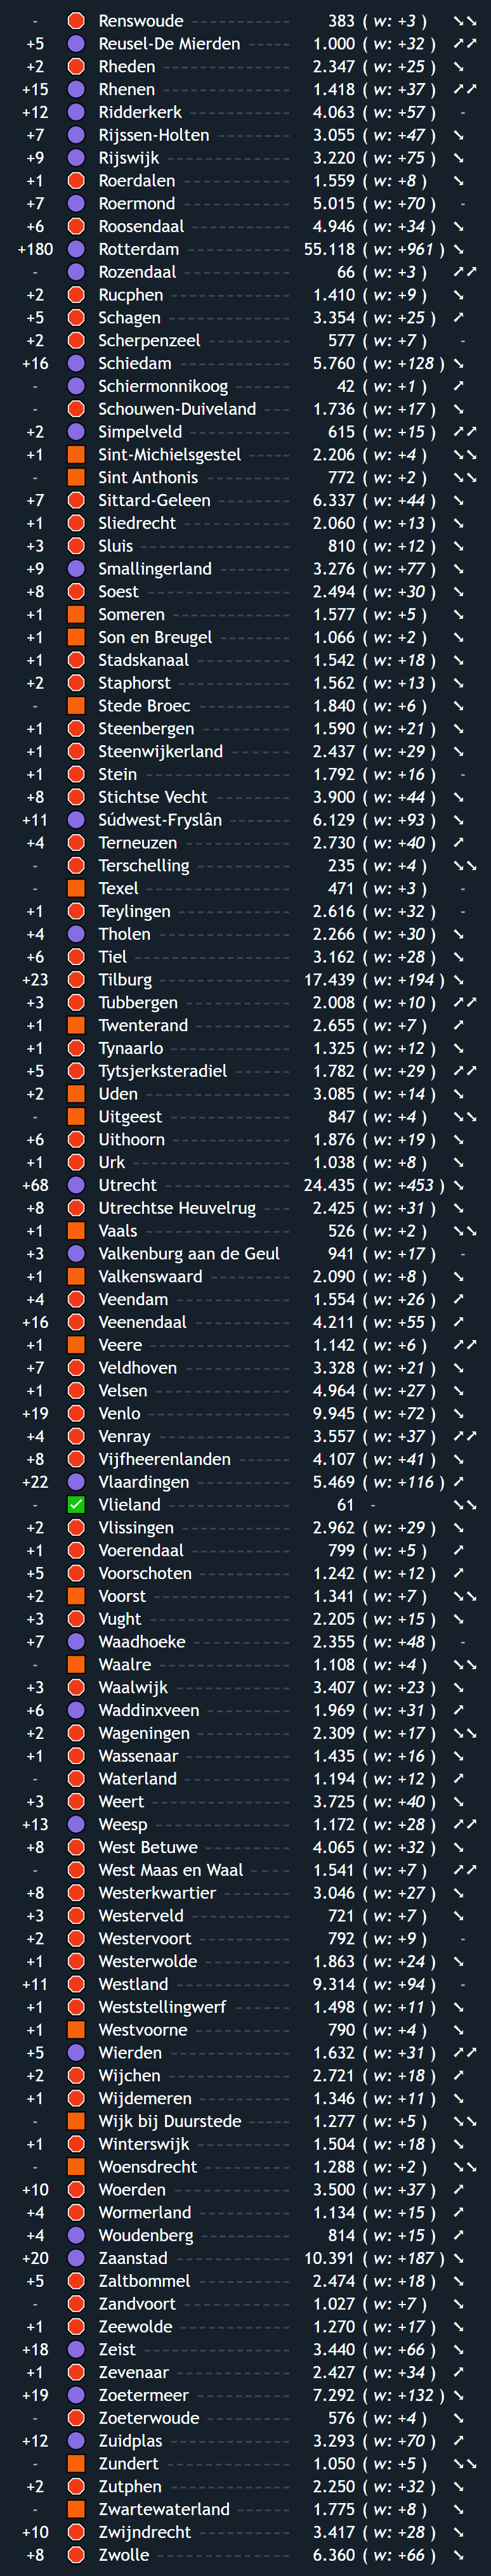 - Renswoude ------------ 383 ( w: +3 ) ➘➘
+5 Reusel-De Mierden ------ 1.000 ( w: +32 ) ➚➚
+2 Rheden --------------- 2.347 ( w: +25 ) ➘
+15 Rhenen --------------- 1.418 ( w: +37 ) ➚➚
+12 Ridderkerk ------------ 4.063 ( w: +57 ) -
+7 Rijssen-Holten --------- 3.055 ( w: +47 ) ➘
+9 Rijswijk --------------- 3.220 ( w: +75 ) ➘
+1 Roerdalen ------------- 1.559 ( w: +8 ) ➘
+7 Roermond ------------- 5.015 ( w: +70 ) -
+6 Roosendaal ------------ 4.946 ( w: +34 ) ➘
+180 Rotterdam ------------- 55.118 ( w: +961 ) ➘
- Rozendaal ------------- 66 ( w: +3 ) ➚➚
+2 Rucphen -------------- 1.410 ( w: +9 ) ➘
+5 Schagen --------------- 3.354 ( w: +25 ) ➚
+2 Scherpenzeel ---------- 577 ( w: +7 ) -
+16 Schiedam ------------- 5.760 ( w: +128 ) ➘
- Schiermonnikoog ------- 42 ( w: +1 ) ➚
- Schouwen-Duiveland ---- 1.736 ( w: +17 ) ➘
+2 Simpelveld ------------ 615 ( w: +15 ) ➚➚
+1 Sint-Michielsgestel ----- 2.206 ( w: +4 ) ➘➘
- Sint Anthonis ---------- 772 ( w: +2 ) ➘➘
+7 Sittard-Geleen --------- 6.337 ( w: +44 ) ➘
+1 Sliedrecht ------------- 2.060 ( w: +13 ) ➘
+3 Sluis ------------------ 810 ( w: +12 ) ➘
+9 Smallingerland --------- 3.276 ( w: +77 ) ➘
+8 Soest ----------------- 2.494 ( w: +30 ) ➘
+1 Someren -------------- 1.577 ( w: +5 ) ➘
+1 Son en Breugel --------- 1.066 ( w: +2 ) ➘
+1 Stadskanaal ----------- 1.542 ( w: +18 ) ➘
+2 Staphorst ------------- 1.562 ( w: +13 ) ➘
- Stede Broec ----------- 1.840 ( w: +6 ) ➘
+1 Steenbergen ----------- 1.590 ( w: +21 ) ➘
+1 Steenwijkerland -------- 2.437 ( w: +29 ) ➘
+1 Stein ----------------- 1.792 ( w: +16 ) -
+8 Stichtse Vecht --------- 3.900 ( w: +44 ) ➘
+11 Súdwest-Fryslân -------- 6.129 ( w: +93 ) ➘
+4 Terneuzen ------------- 2.730 ( w: +40 ) ➚
- Terschelling ----------- 235 ( w: +4 ) ➘➘
- Texel ----------------- 471 ( w: +3 ) -
+1 Teylingen ------------- 2.616 ( w: +32 ) -
+4 Tholen ---------------- 2.266 ( w: +30 ) ➘
+6 Tiel ------------------- 3.162 ( w: +28 ) ➘
+23 Tilburg ---------------- 17.439 ( w: +194 ) ➘
+3 Tubbergen ------------ 2.008 ( w: +10 ) ➚➚
+1 Twenterand ------------ 2.655 ( w: +7 ) ➚
+1 Tynaarlo -------------- 1.325 ( w: +12 ) ➘
+5 Tytsjerksteradiel ------- 1.782 ( w: +29 ) ➚➚
+2 Uden ----------------- 3.085 ( w: +14 ) ➘
- Uitgeest --------------- 847 ( w: +4 ) ➘➘
+6 Uithoorn -------------- 1.876 ( w: +19 ) ➘
+1 Urk ------------------- 1.038 ( w: +8 ) ➘
+68 Utrecht --------------- 24.435 ( w: +453 ) ➘
+8 Utrechtse Heuvelrug ---- 2.425 ( w: +31 ) ➘
+1 Vaals ----------------- 526 ( w: +2 ) ➘➘
+3 Valkenburg aan de Geul 941 ( w: +17 ) -
+1 Valkenswaard ---------- 2.090 ( w: +8 ) ➘
+4 Veendam ------------- 1.554 ( w: +26 ) ➚
+16 Veenendaal ------------ 4.211 ( w: +55 ) ➚
+1 Veere ----------------- 1.142 ( w: +6 ) ➚➚
+7 Veldhoven ------------- 3.328 ( w: +21 ) ➘
+1 Velsen ---------------- 4.964 ( w: +27 ) ➘
+19 Venlo ----------------- 9.945 ( w: +72 ) ➘
+4 Venray ---------------- 3.557 ( w: +37 ) ➚➚
+8 Vijfheerenlanden ------- 4.107 ( w: +41 ) ➘
+22 Vlaardingen ----------- 5.469 ( w: +116 ) ➚
- Vlieland --------------- 61 - ➘➘
+2 Vlissingen ------------- 2.962 ( w: +29 ) ➘
+1 Voerendaal ------------ 799 ( w: +5 ) ➚
+5 Voorschoten ----------- 1.242 ( w: +12 ) ➚
+2 Voorst ---------------- 1.341 ( w: +7 ) ➘➘
+3 Vught ---------------- 2.205 ( w: +15 ) ➘
+7 Waadhoeke ------------ 2.355 ( w: +48 ) -
- Waalre ---------------- 1.108 ( w: +4 ) ➘➘
+3 Waalwijk -------------- 3.407 ( w: +23 ) ➘
+6 Waddinxveen ---------- 1.969 ( w: +31 ) ➚
+2 Wageningen ----------- 2.309 ( w: +17 ) ➘➘
+1 Wassenaar ------------ 1.435 ( w: +16 ) ➘
- Waterland ------------- 1.194 ( w: +12 ) ➚
+3 Weert ---------------- 3.725 ( w: +40 ) ➘
+13 Weesp ---------------- 1.172 ( w: +28 ) ➚➚
+8 West Betuwe ---------- 4.065 ( w: +32 ) ➘
- West Maas en Waal ----- 1.541 ( w: +7 ) ➚➚
+8 Westerkwartier --------- 3.046 ( w: +27 ) ➘
+3 Westerveld ------------ 721 ( w: +7 ) ➘
+2 Westervoort ----------- 792 ( w: +9 ) -
+1 Westerwolde ----------- 1.863 ( w: +24 ) ➘
+11 Westland -------------- 9.314 ( w: +94 ) -
+1 Weststellingwerf ------- 1.498 ( w: +11 ) ➘
+1 Westvoorne ----------- 790 ( w: +4 ) ➘
+5 Wierden --------------- 1.632 ( w: +31 ) ➚➚
+2 Wijchen --------------- 2.721 ( w: +18 ) ➚
+1 Wijdemeren ----------- 1.346 ( w: +11 ) ➘
- Wijk bij Duurstede ----- 1.277 ( w: +5 ) ➘➘
+1 Winterswijk ----------- 1.504 ( w: +18 ) ➘
- Woensdrecht ---------- 1.288 ( w: +2 ) ➘➘
+10 Woerden -------------- 3.500 ( w: +37 ) ➚
+4 Wormerland ----------- 1.134 ( w: +15 ) ➚
+4 Woudenberg ---------- 814 ( w: +15 ) ➚
+20 Zaanstad -------------- 10.391 ( w: +187 ) ➘
+5 Zaltbommel ----------- 2.474 ( w: +18 ) ➘
- Zandvoort ------------- 1.027 ( w: +7 ) ➘
+1 Zeewolde ------------- 1.270 ( w: +17 ) ➘
+18 Zeist ------------------ 3.440 ( w: +66 ) ➘
+1 Zevenaar -------------- 2.427 ( w: +34 ) ➚
+19 Zoetermeer ------------ 7.292 ( w: +132 ) ➘
- Zoeterwoude ---------- 576 ( w: +4 ) ➘
+12 Zuidplas -------------- 3.293 ( w: +70 ) ➚
- Zundert --------------- 1.050 ( w: +5 ) ➘➘
+2 Zutphen -------------- 2.250 ( w: +32 ) ➘
- Zwartewaterland ------- 1.775 ( w: +8 ) ➘
+10 Zwijndrecht ----------- 3.417 ( w: +28 ) ➘
+8 Zwolle ---------------- 6.360 ( w: +66 ) ➘